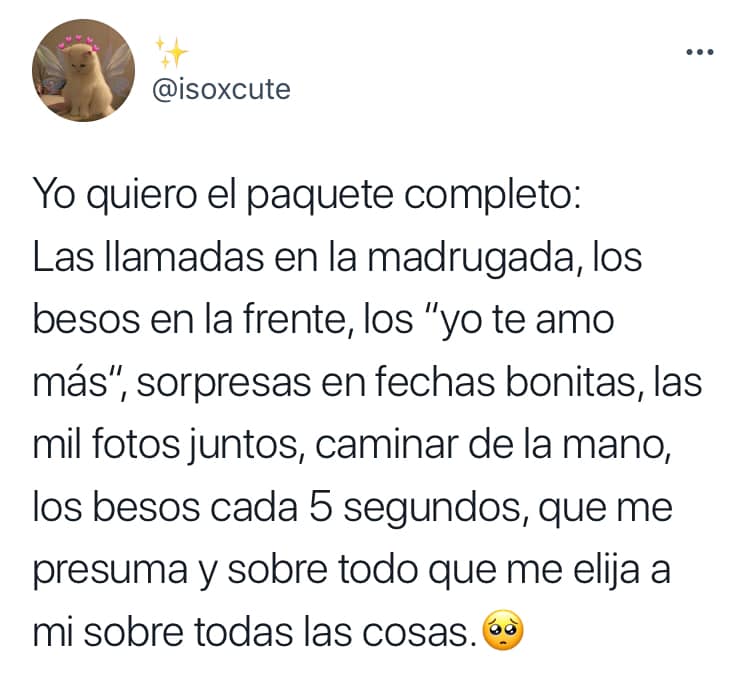 ✨
@isoxcute
Yo quiero el paquete completo:
Las llamadas en la madrugada, los
besos en la frente, los "yo te amo
más", sorpresas en fechas bonitas, las
mil fotos juntos, caminar de la mano,
los besos cada 5 segundos, que me
presuma y sobre todo que me elija a
mi sobre todas las cosas.🥺